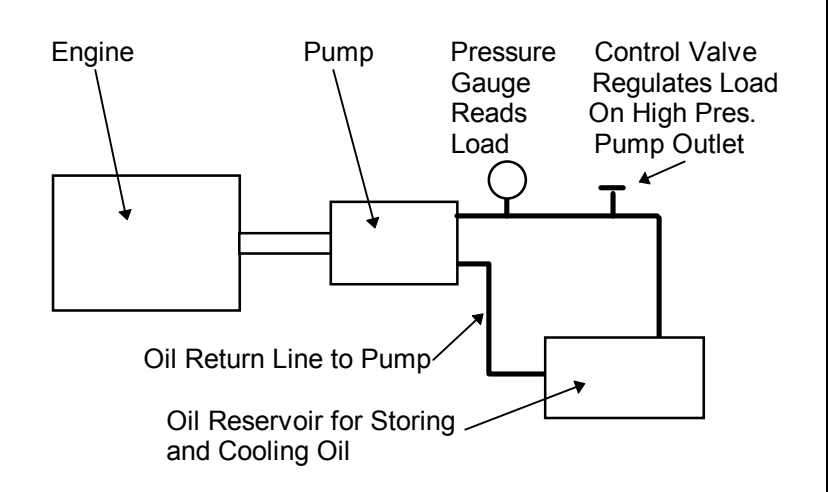 Engine
Pump
Pressure
Gauge
Reads
Load
Control Valve
Regulates Load
On High Pres.
Pump Outlet
Oil Return Line to Pump
Oil Reservoir for Storing
and Cooling Oil